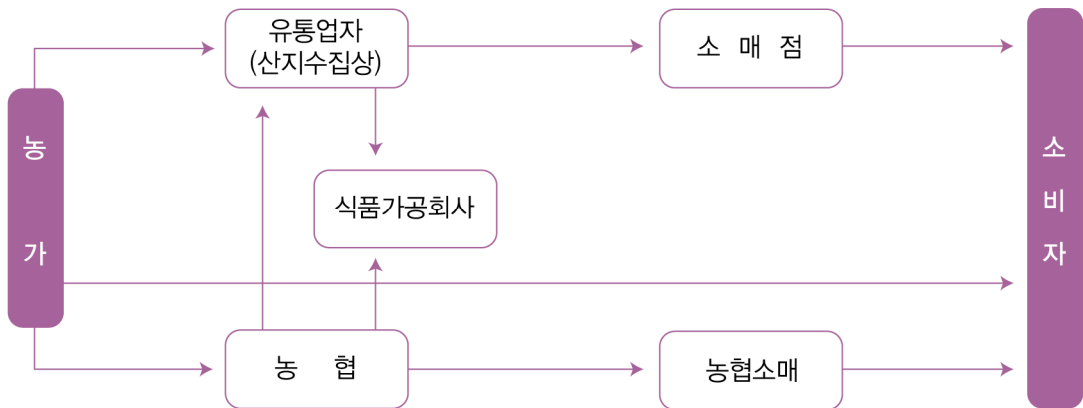 농가
유통업자
(산지수집상)
소 매 점
식품가공회사
농 협
농협소매
소비자